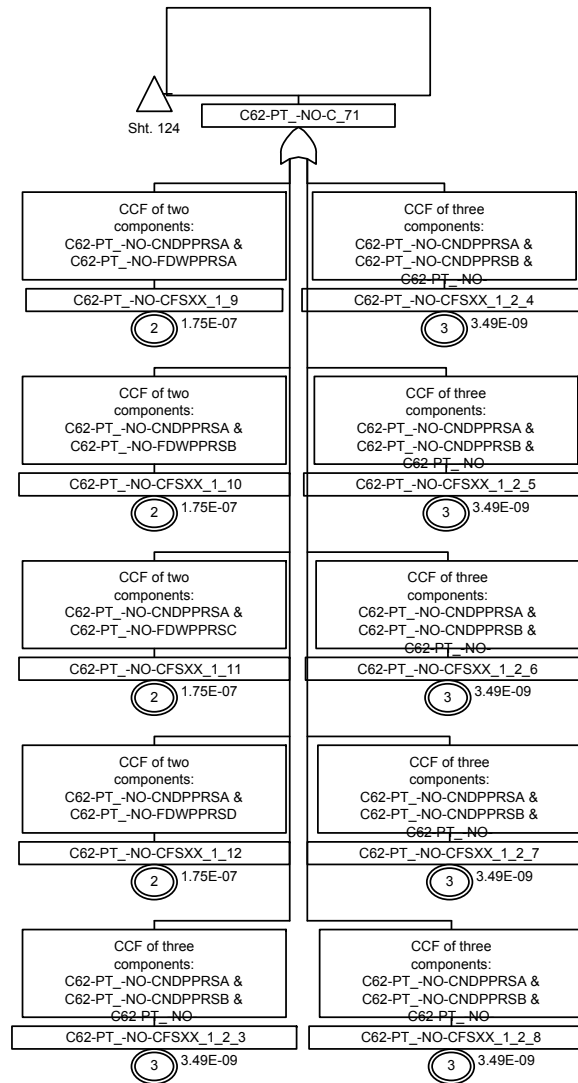 Sht. 124
C62-PT_-NO-C_71
CCF of two
components:
C62-PT_-NO-CNDPPRSA &
C62-PT_-NO-FDWPPRSA
C62-PT_-NO-CFSXX_1_9
2
1.75E-07
CCF of three
components:
C62-PT_-NO-CNDPPRSA &
C62-PT_-NO-CNDPPRSB &
C62-PT_-NO-
C62-PT_-NO-CFSXX_1_2_4
3
3.49E-09
CCF of two
components:
C62-PT_-NO-CNDPPRSA &
C62-PT_-NO-FDWPPRSB
C62-PT_-NO-CFSXX_1_10
2
1.75E-07
CCF of three
components:
C62-PT_-NO-CNDPPRSA &
C62-PT_-NO-CNDPPRSB &
C62-PT_-NO-
C62-PT_-NO-CFSXX_1_2_5
3
3.49E-09
CCF of two
components:
C62-PT_-NO-CNDPPRSA &
C62-PT_-NO-FDWPPRSC
C62-PT_-NO-CFSXX_1_11
2
1.75E-07
CCF of three
components:
C62-PT_-NO-CNDPPRSA &
C62-PT_-NO-CNDPPRSB &
C62-PT_-NO-
C62-PT_-NO-CFSXX_1_2_6
3
3.49E-09
CCF of two
components:
C62-PT_-NO-CNDPPRSA &
C62-PT_-NO-FDWPPRSD
C62-PT_-NO-CFSXX_1_12
2
1.75E-07
CCF of three
components:
C62-PT_-NO-CNDPPRSA &
C62-PT_-NO-CNDPPRSB &
C62-PT_-NO-
C62-PT_-NO-CFSXX_1_2_7
3
3.49E-09
CCF of three
components:
C62-PT_-NO-CNDPPRSA &
C62-PT_-NO-CNDPPRSB &
C62-PT_-NO-
C62-PT_-NO-CFSXX_1_2_3
3
3.49E-09
CCF of three
components:
C62-PT_-NO-CNDPPRSA &
C62-PT_-NO-CNDPPRSB &
C62-PT_-NO-
C62-PT_-NO-CFSXX_1_2_8
3
3.49E-09